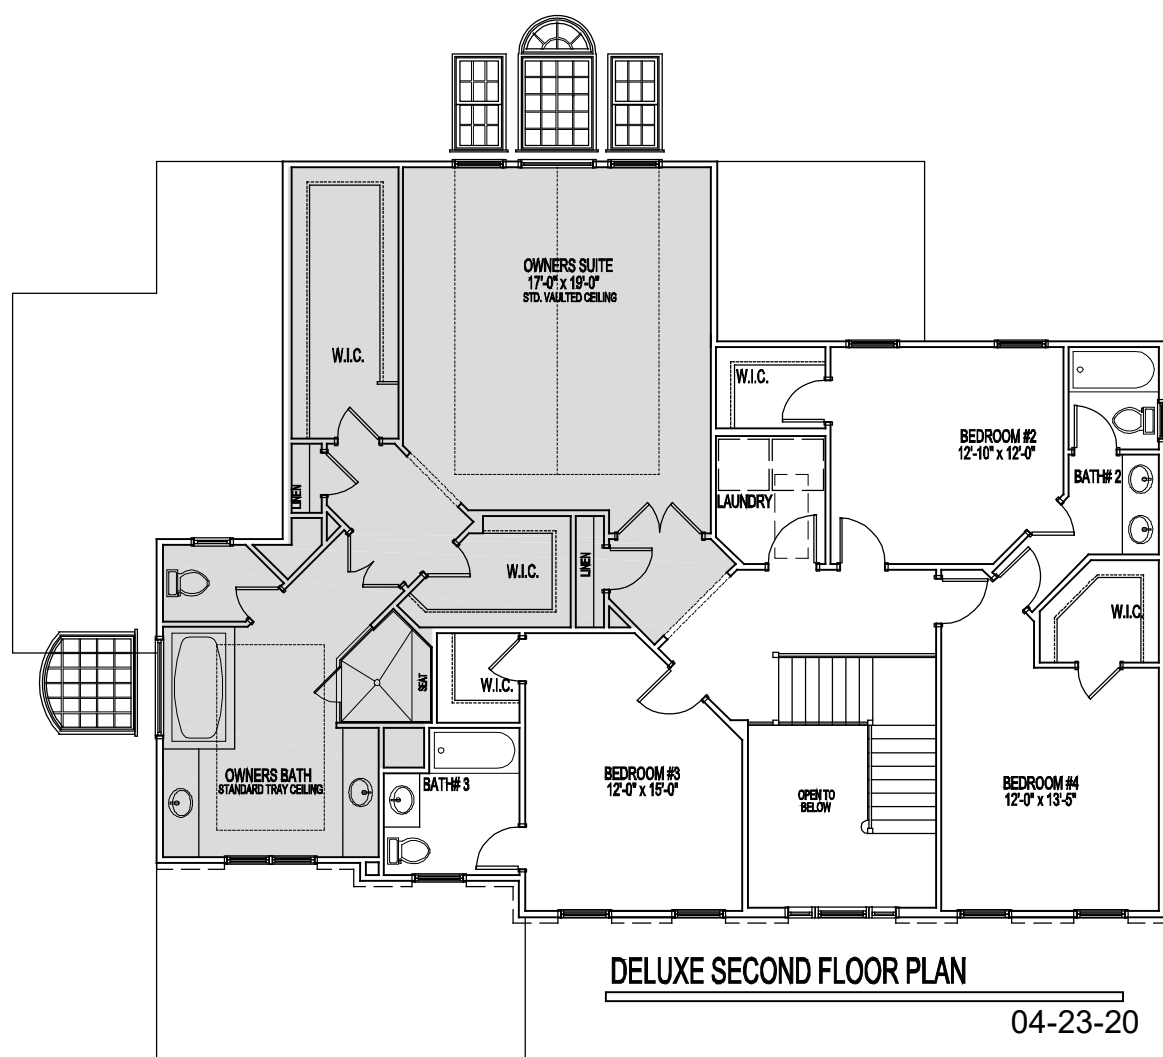 OWNERS SUITE
17'-0" x 19'-0"
STD. VAULTED CEILING
W.I.C.
W.I.C.
BEDROOM #2
12'-10" x 12'-0"
BATH# 2
LINEN
LAUNDRY
LINEN
W.I.C.
W.I.C.
SEAT
W.I.C.
OWNERS BATH
STANDARD TRAY CEILING
BATH# 3
BEDROOM #3
12'-0" x 15'-0"
OPEN TO
BELOW
BEDROOM #4
12'-0" x 13'-5"
DELUXE SECOND FLOOR PLAN
04-23-20